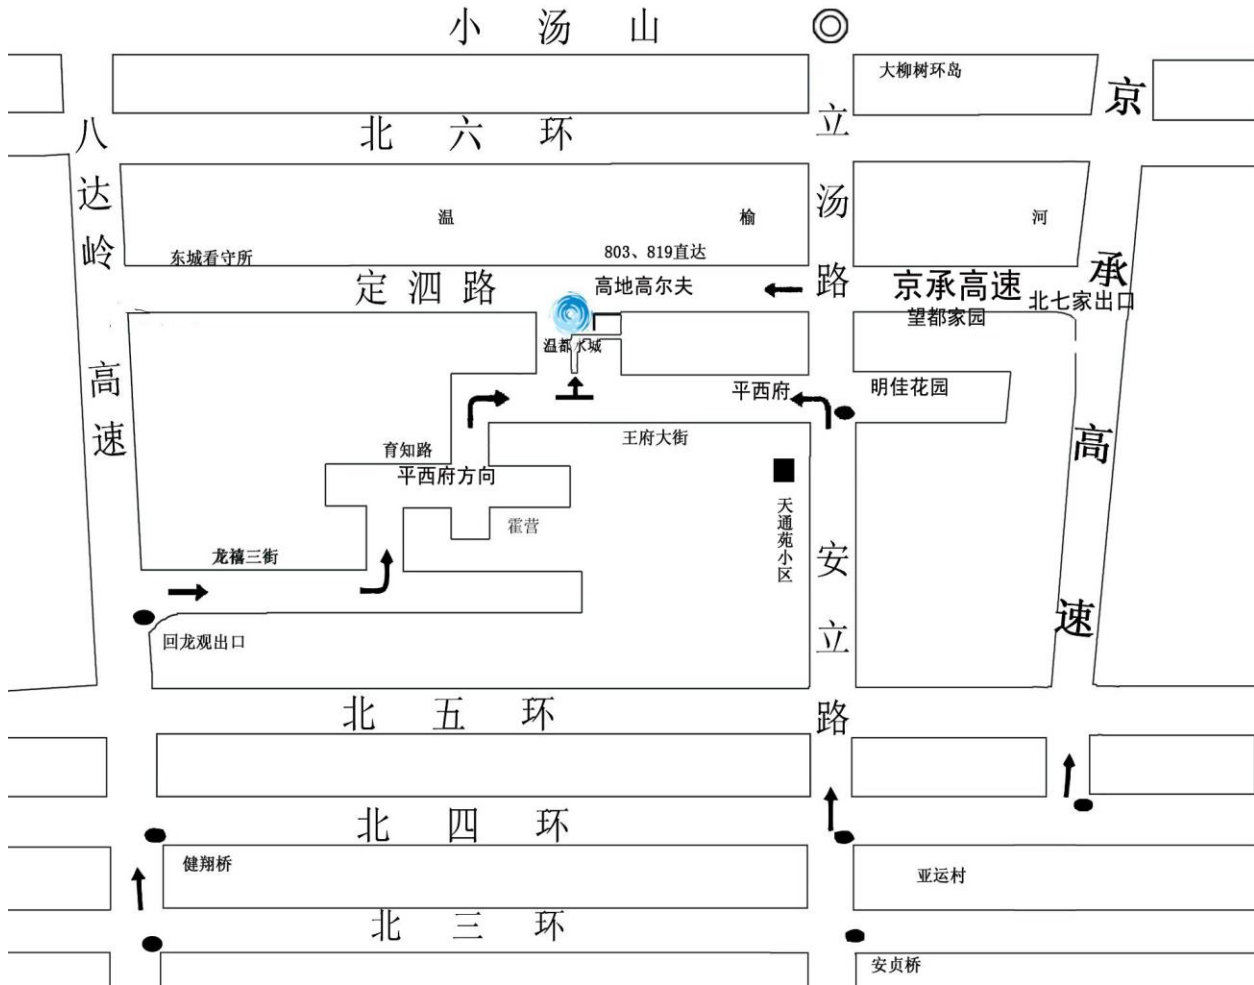 小汤山
大柳树环岛
京承高速
北六环
八达岭高速
立汤路
温榆河
东城看守所
803、819直达
定泗路
高地高尔夫
京承高速
北七家出口
望都家园
温都水城
平西府
明佳花园
王府大街
育知路
平西府方向
霍营
天通苑小区
龙禧三街
安立路
回龙观出口
北五环
北四环
健翔桥
亚运村
北三环
安贞桥